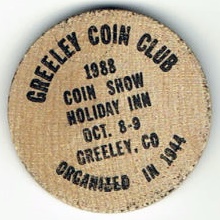 GREELEY COIN CLUB
1988
COIN SHOW
HOLIDAY INN
OCT. 8-9
GREELEY, CO
ORGANIZED IN 1944